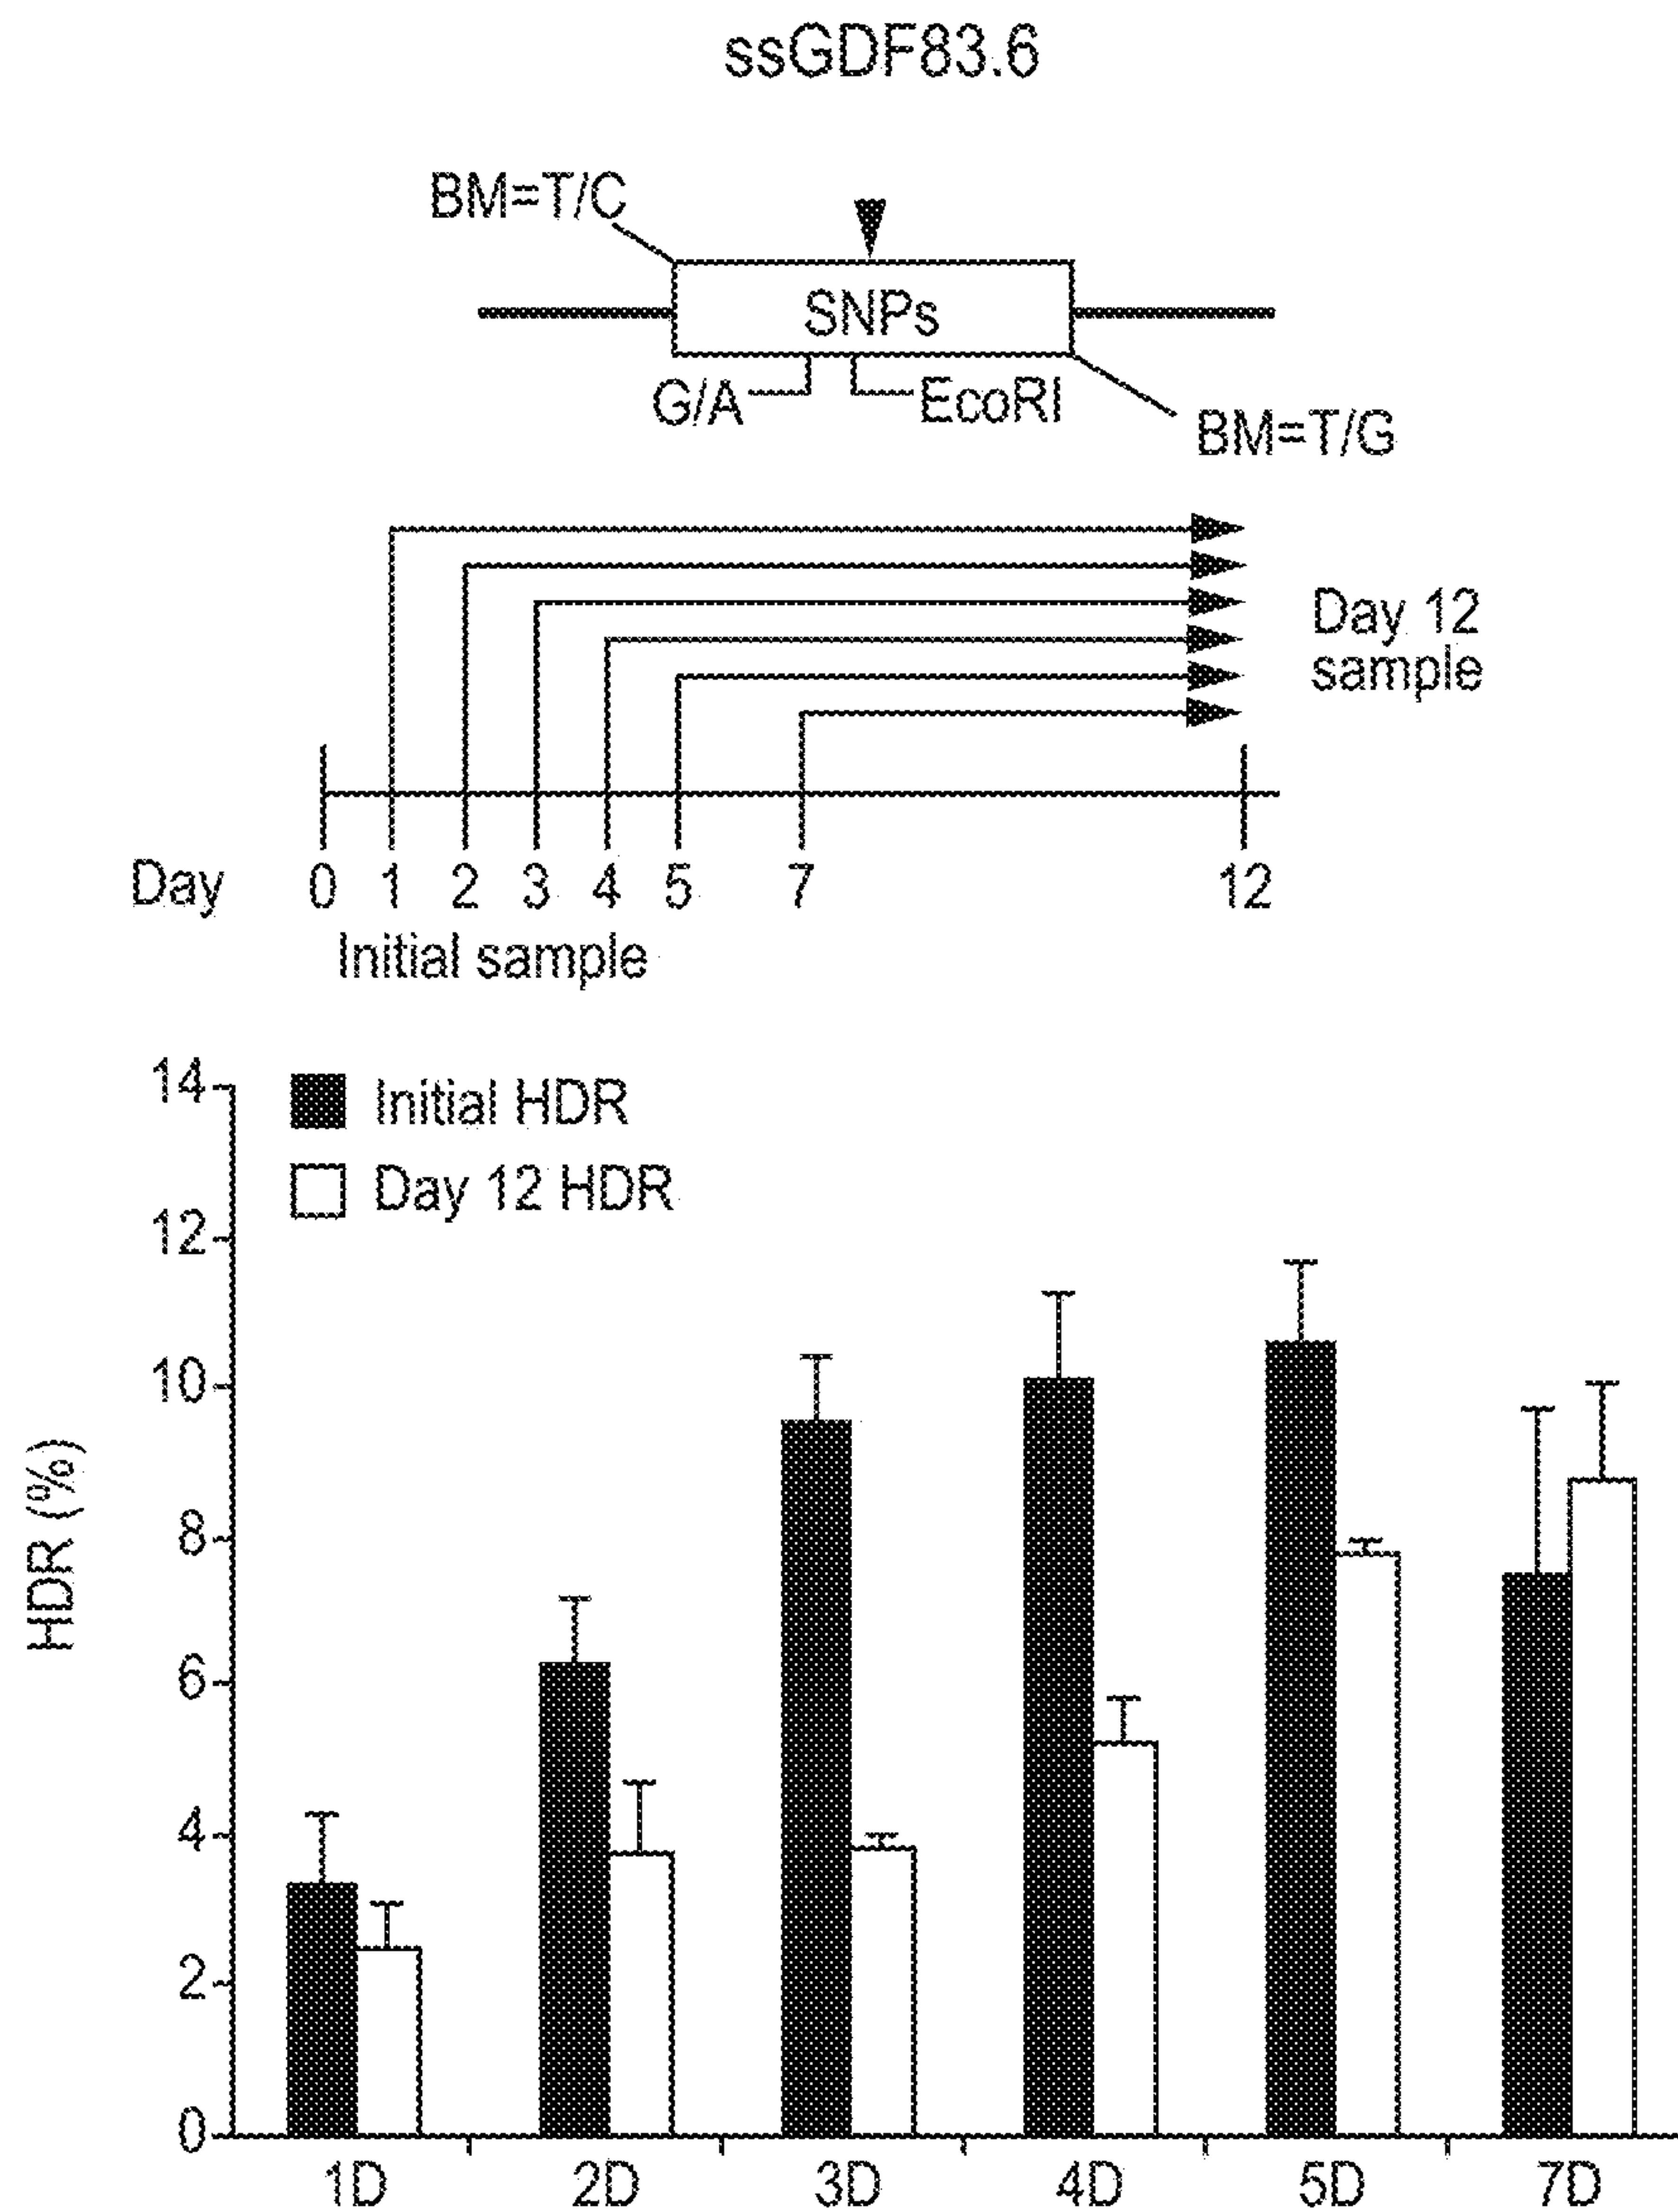 ssGDF83.6
BM=T/C
SNPs
G/A
EcoRI
BM=T/G
Day 12
sample
Day 0 1 2 3 4 5 7 12
Initial sample
14
12
10
8
6
4
2
0
HDR (%)
Initial HDR
Day 12 HDR
1D 2D 3D 4D 5D 7D